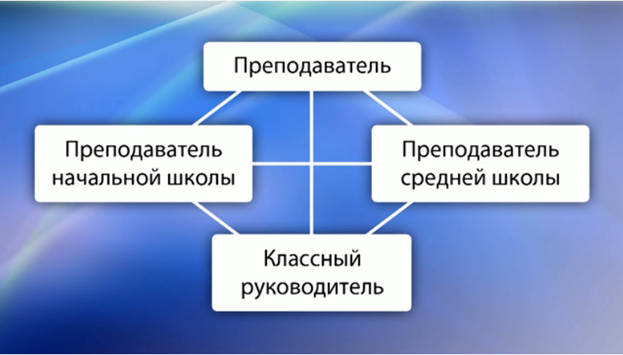 Преподаватель
Преподаватель
начальной школы
Преподаватель
средней школы
Классный
руководитель